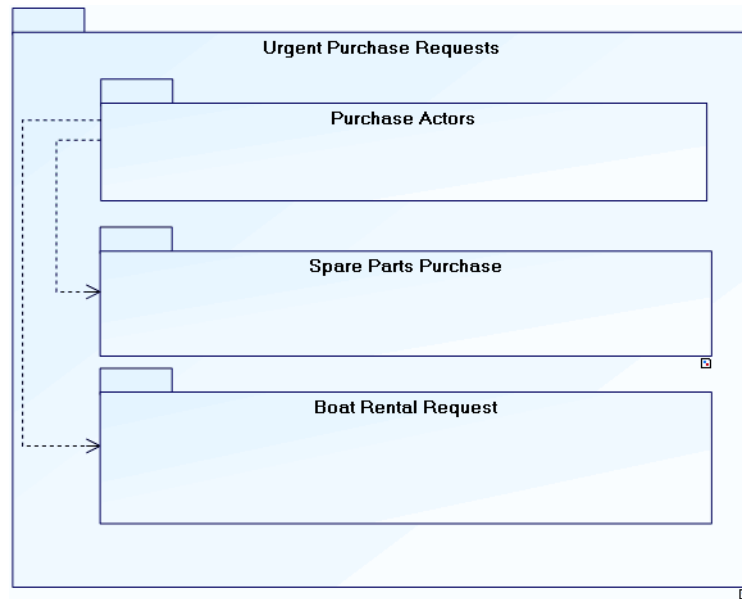 Urgent Purchase Requests
Purchase Actors
Spare Parts Purchase
Boat Rental Request